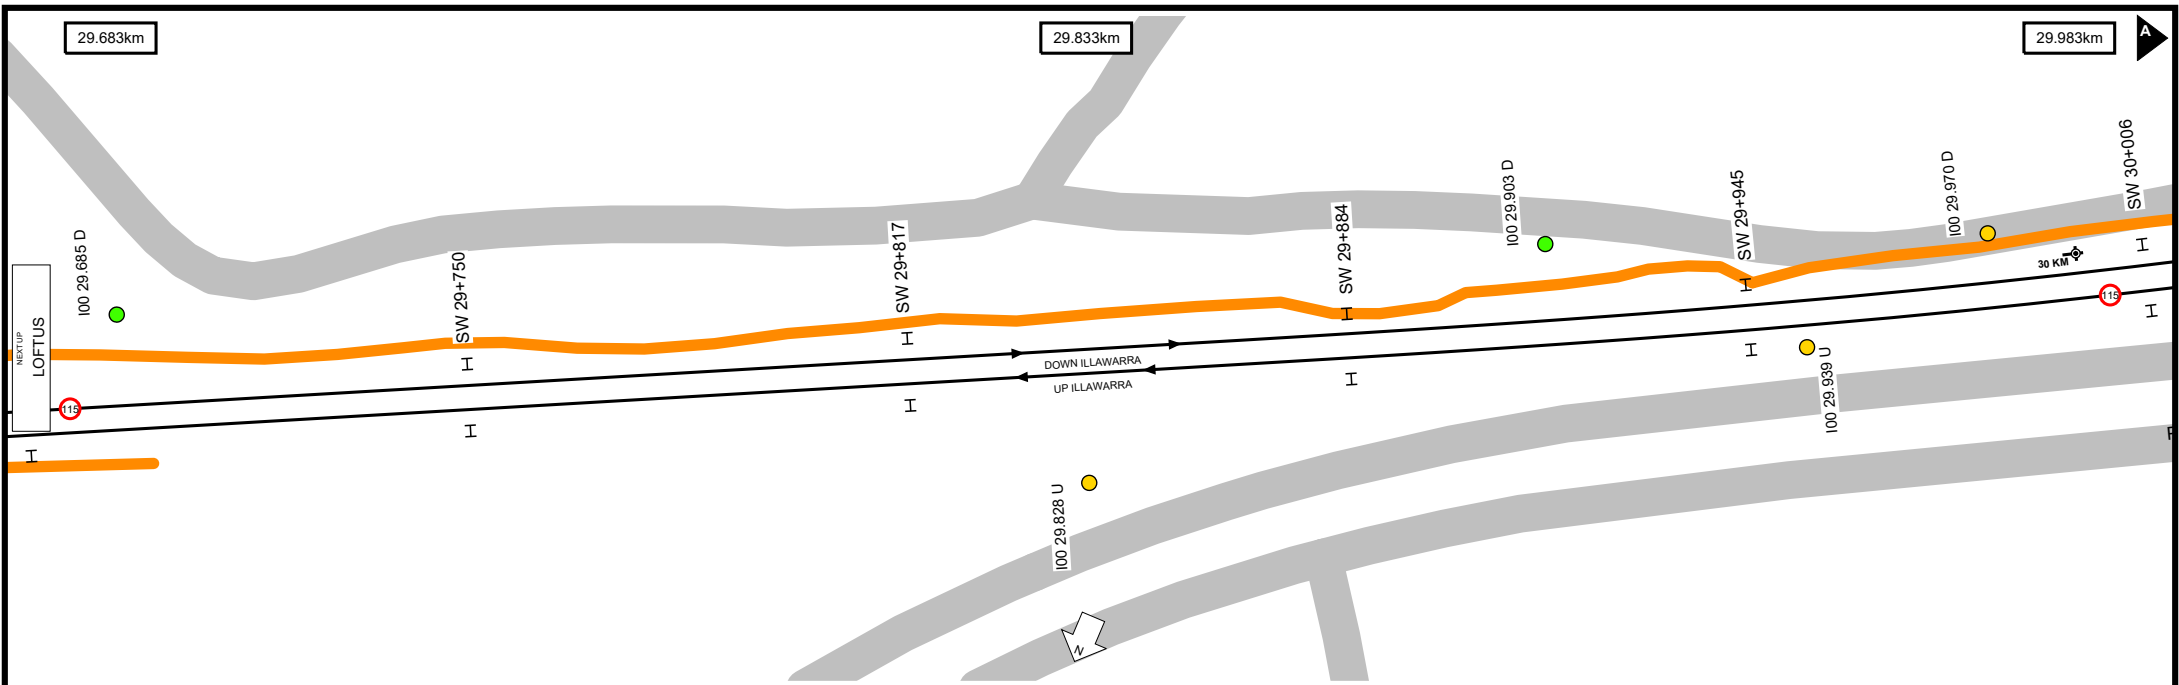 29.683km
29.833km
29.983km
A
I00 29.685 D
SW 29+750
SW 29+817
SW 29+884
I00 29.903 D
SW 29+945
I00 29.970 D
SW 30+006
30 KM
NEXT UP
LOFTUS
115
115
DOWN ILLAWARRA
UP ILLAWARRA
I00 29.939 U
I00 29.828 U
N